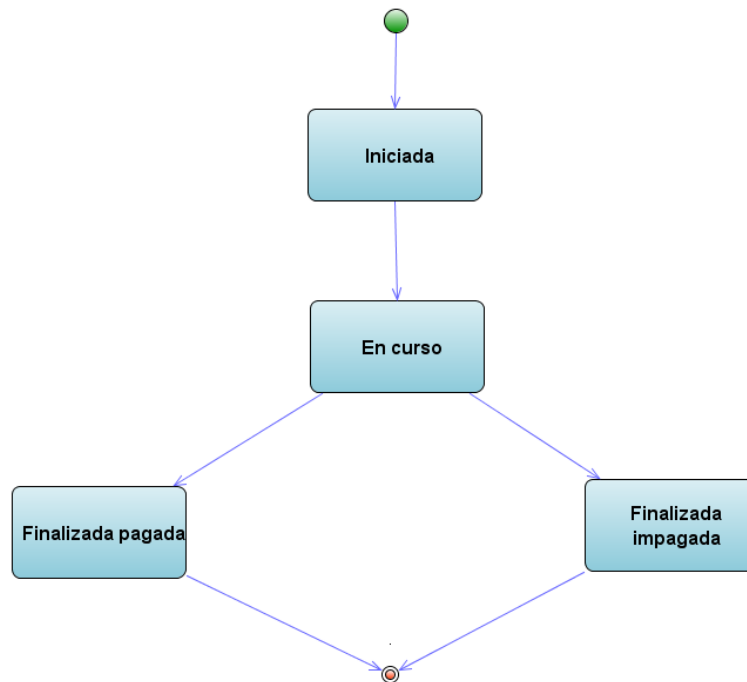 Iniciada
En curso
Finalizada pagada
Finalizada
impagada